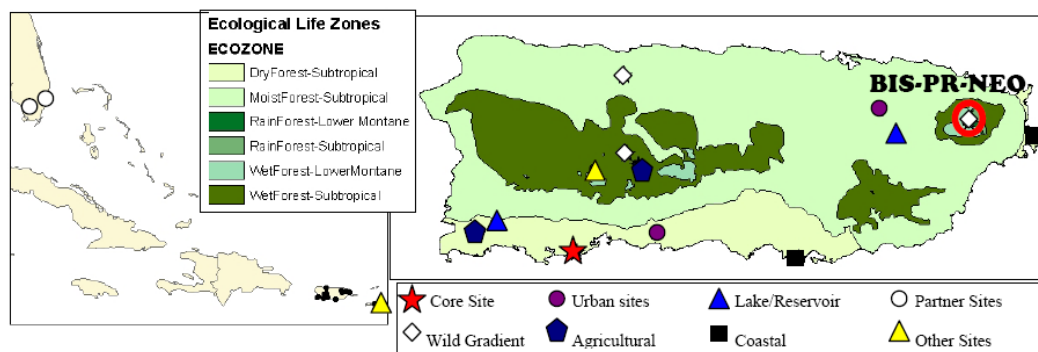 Ecological Life Zones
ECOZONE
DryForest-Subtropical
MoistForest-Subtropical
RainForest-Lower Montane
RainForest-Subtropical
WetForest-LowerMontane
WetForest-Subtropical
BIS-PR-NEO
Core Site
Urban sites
Lake/Reservoir
Partner Sites
Wild Gradient
Agricultural
Coastal
Other Sites